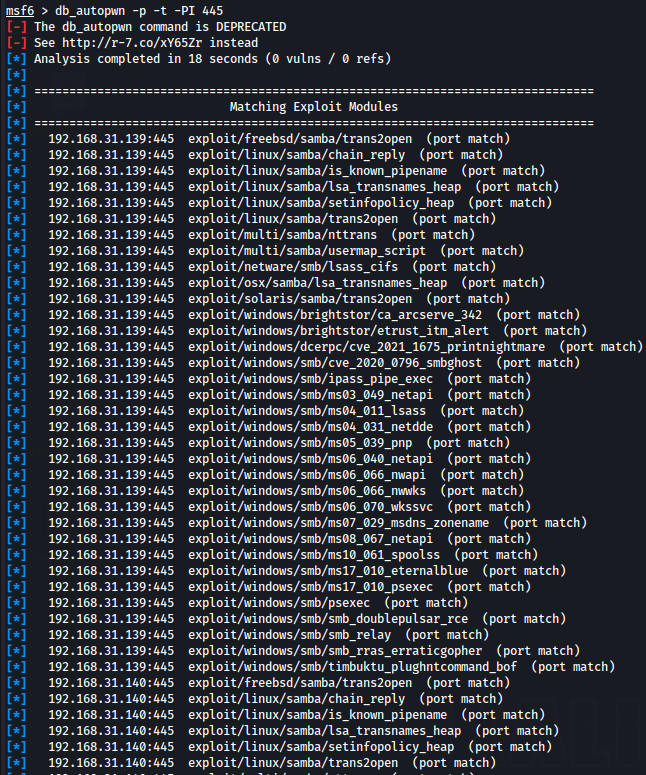 msf6 > db_autopwn -p -t -PI 445
[-] The db_autopwn command is DEPRECATED
[-] See http://r-7.co/xY65Zr instead
[*] Analysis completed in 18 seconds (0 vulns / 0 refs)
[*]
[*] ================================================================================
[*]                             Matching Exploit Modules
[*] ================================================================================
[*]   192.168.31.139:445  exploit/freebsd/samba/trans2open  (port match)
[*]   192.168.31.139:445  exploit/linux/samba/chain_reply  (port match)
[*]   192.168.31.139:445  exploit/linux/samba/is_known_pipename  (port match)
[*]   192.168.31.139:445  exploit/linux/samba/lsa_transnames_heap  (port match)
[*]   192.168.31.139:445  exploit/linux/samba/setinfopolicy_heap  (port match)
[*]   192.168.31.139:445  exploit/linux/samba/trans2open  (port match)
[*]   192.168.31.139:445  exploit/multi/samba/nttrans  (port match)
[*]   192.168.31.139:445  exploit/multi/samba/usermap_script  (port match)
[*]   192.168.31.139:445  exploit/netware/smb/lsass_cifs  (port match)
[*]   192.168.31.139:445  exploit/osx/samba/lsa_transnames_heap  (port match)
[*]   192.168.31.139:445  exploit/solaris/samba/trans2open  (port match)
[*]   192.168.31.139:445  exploit/windows/brightstor/ca_arcserve_342  (port match)
[*]   192.168.31.139:445  exploit/windows/brightstor/etrust_itm_alert  (port match)
[*]   192.168.31.139:445  exploit/windows/dcerpc/cve_2021_1675_printnightmare  (port match)
[*]   192.168.31.139:445  exploit/windows/smb/cve_2020_0796_smbghost  (port match)
[*]   192.168.31.139:445  exploit/windows/smb/ipass_pipe_exec  (port match)
[*]   192.168.31.139:445  exploit/windows/smb/ms03_049_netapi  (port match)
[*]   192.168.31.139:445  exploit/windows/smb/ms04_011_lsass  (port match)
[*]   192.168.31.139:445  exploit/windows/smb/ms04_031_netdde  (port match)
[*]   192.168.31.139:445  exploit/windows/smb/ms05_039_pnp  (port match)
[*]   192.168.31.139:445  exploit/windows/smb/ms06_040_netapi  (port match)
[*]   192.168.31.139:445  exploit/windows/smb/ms06_066_nwapi  (port match)
[*]   192.168.31.139:445  exploit/windows/smb/ms06_066_nwwks  (port match)
[*]   192.168.31.139:445  exploit/windows/smb/ms06_070_wkssvc  (port match)
[*]   192.168.31.139:445  exploit/windows/smb/ms07_029_msdns_zonename  (port match)
[*]   192.168.31.139:445  exploit/windows/smb/ms08_067_netapi  (port match)
[*]   192.168.31.139:445  exploit/windows/smb/ms10_061_spoolss  (port match)
[*]   192.168.31.139:445  exploit/windows/smb/ms17_010_eternalblue  (port match)
[*]   192.168.31.139:445  exploit/windows/smb/ms17_010_psexec  (port match)
[*]   192.168.31.139:445  exploit/windows/smb/psexec  (port match)
[*]   192.168.31.139:445  exploit/windows/smb/smb_doublepulsar_rce  (port match)
[*]   192.168.31.139:445  exploit/windows/smb/smb_relay  (port match)
[*]   192.168.31.139:445  exploit/windows/smb/smb_rras_erraticgopher  (port match)
[*]   192.168.31.139:445  exploit/windows/smb/timbuktu_plughntcommand_bof  (port match)
[*]   192.168.31.140:445  exploit/freebsd/samba/trans2open  (port match)
[*]   192.168.31.140:445  exploit/linux/samba/chain_reply  (port match)
[*]   192.168.31.140:445  exploit/linux/samba/is_known_pipename  (port match)
[*]   192.168.31.140:445  exploit/linux/samba/lsa_transnames_heap  (port match)
[*]   192.168.31.140:445  exploit/linux/samba/setinfopolicy_heap  (port match)
[*]   192.168.31.140:445  exploit/linux/samba/trans2open  (port match)